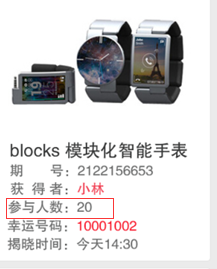 blocks 模块化智能手表
期 号：2122156653
获 得 者：小林
参与人数：20
幸运号码：10001002
揭晓时间：今天14:30